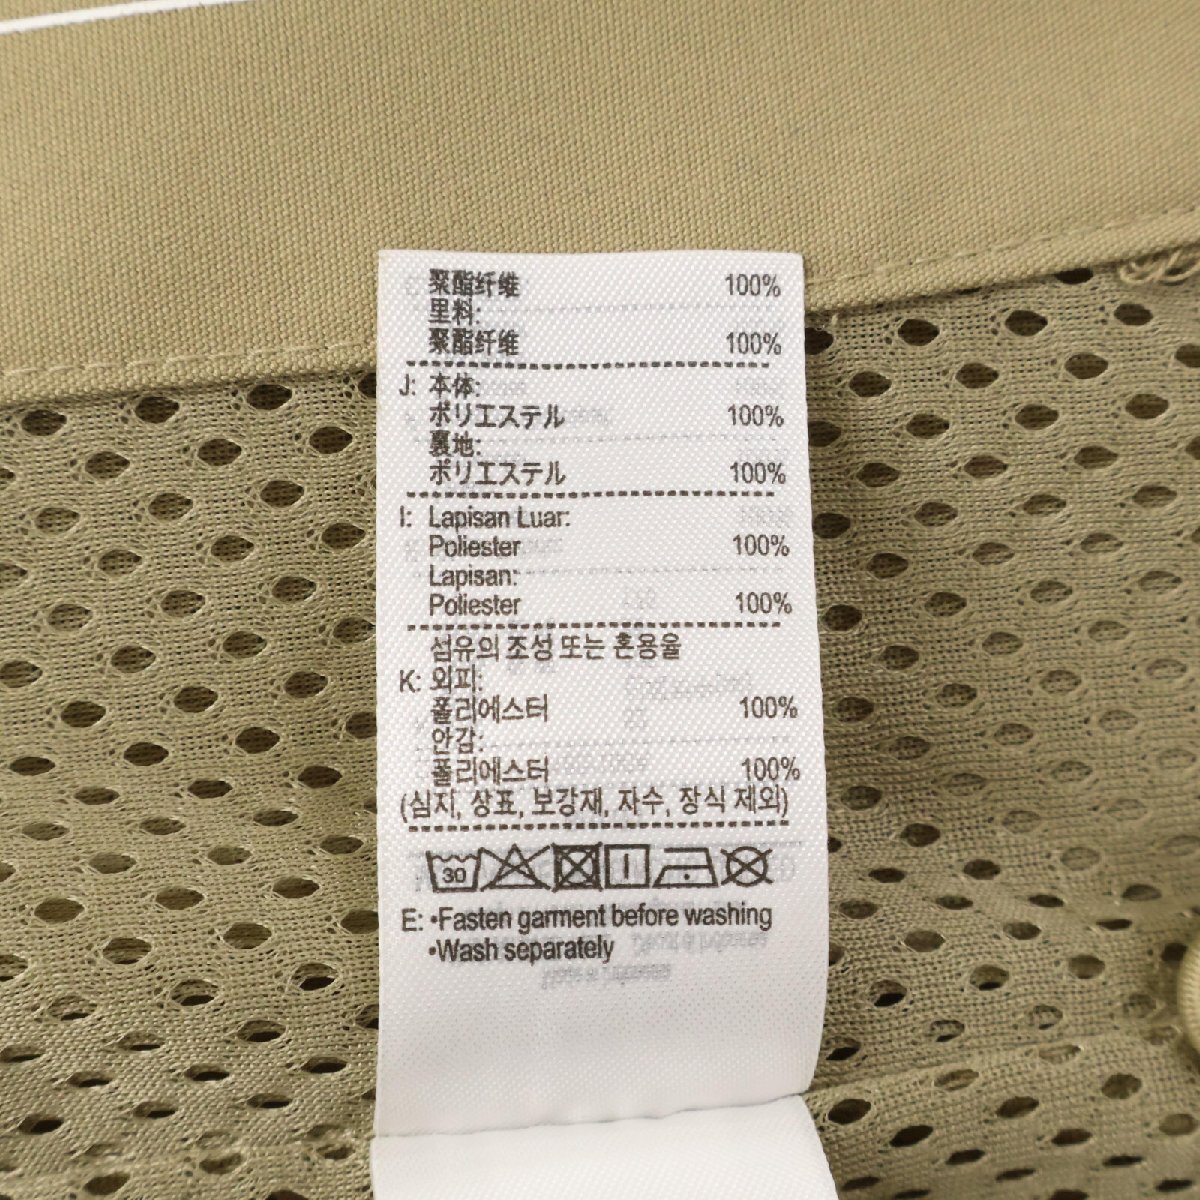 聚酯纤维 100%
里料:
聚酯纤维 100%
J: 本体:
ポリエステル 100%
裏地:
ポリエステル 100%
I: Lapisan Luar:
Poliester 100%
Lapisan:
Poliester 100%
섬유의 조성 또는 혼용율
K: 외피:
폴리에스터 100%
안감:
폴리에스터 100%
(심지, 상표, 보강재, 자수, 장식 제외)
30
E: •Fasten garment before washing
•Wash separately